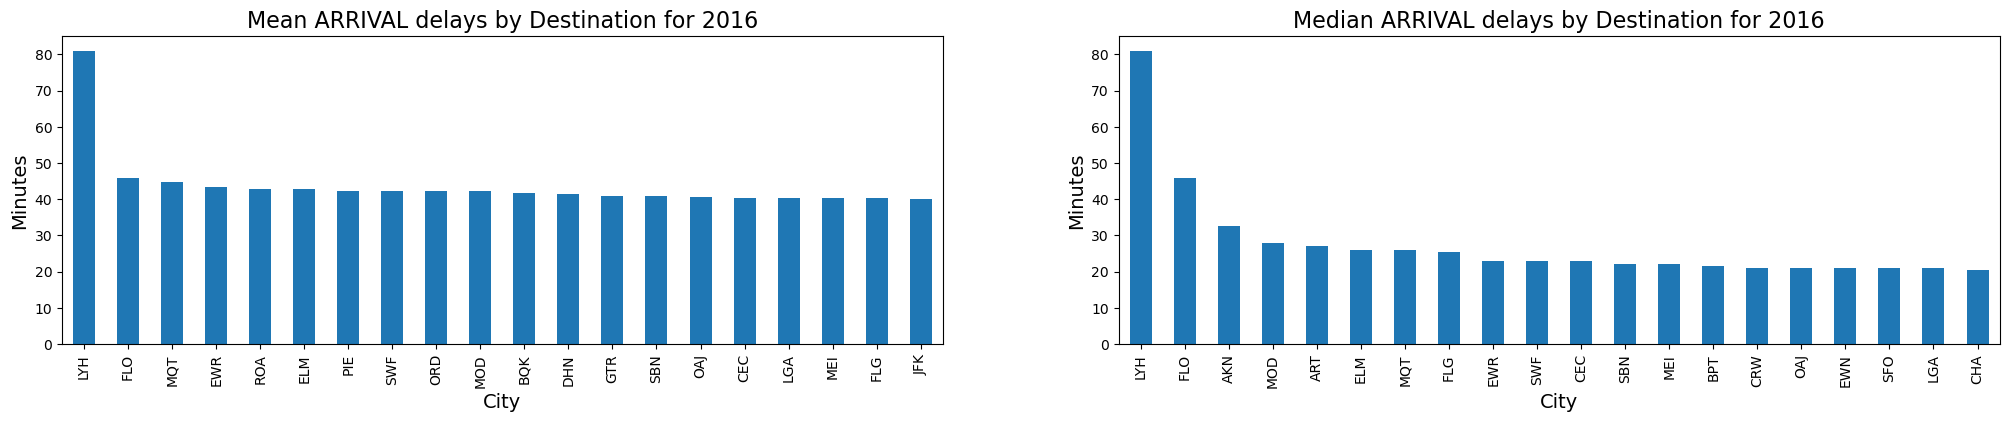 Mean ARRIVAL delays by Destination for 2016
80
70
60
50
40
30
20
10
0
Minutes
LYH FLO MQT EWR ROA ELM PIE SWF ORD MOD BQK DHN GTR SBN OAJ CEC LGA MEI FLG JFK
City
Median ARRIVAL delays by Destination for 2016
80
70
60
50
40
30
20
10
0
Minutes
LYH FLO AKN MOD ART ELM MQT FLG EWR SWF CEC SBN MEI BPT CRW OAJ EWN SFO LGA CHA
City